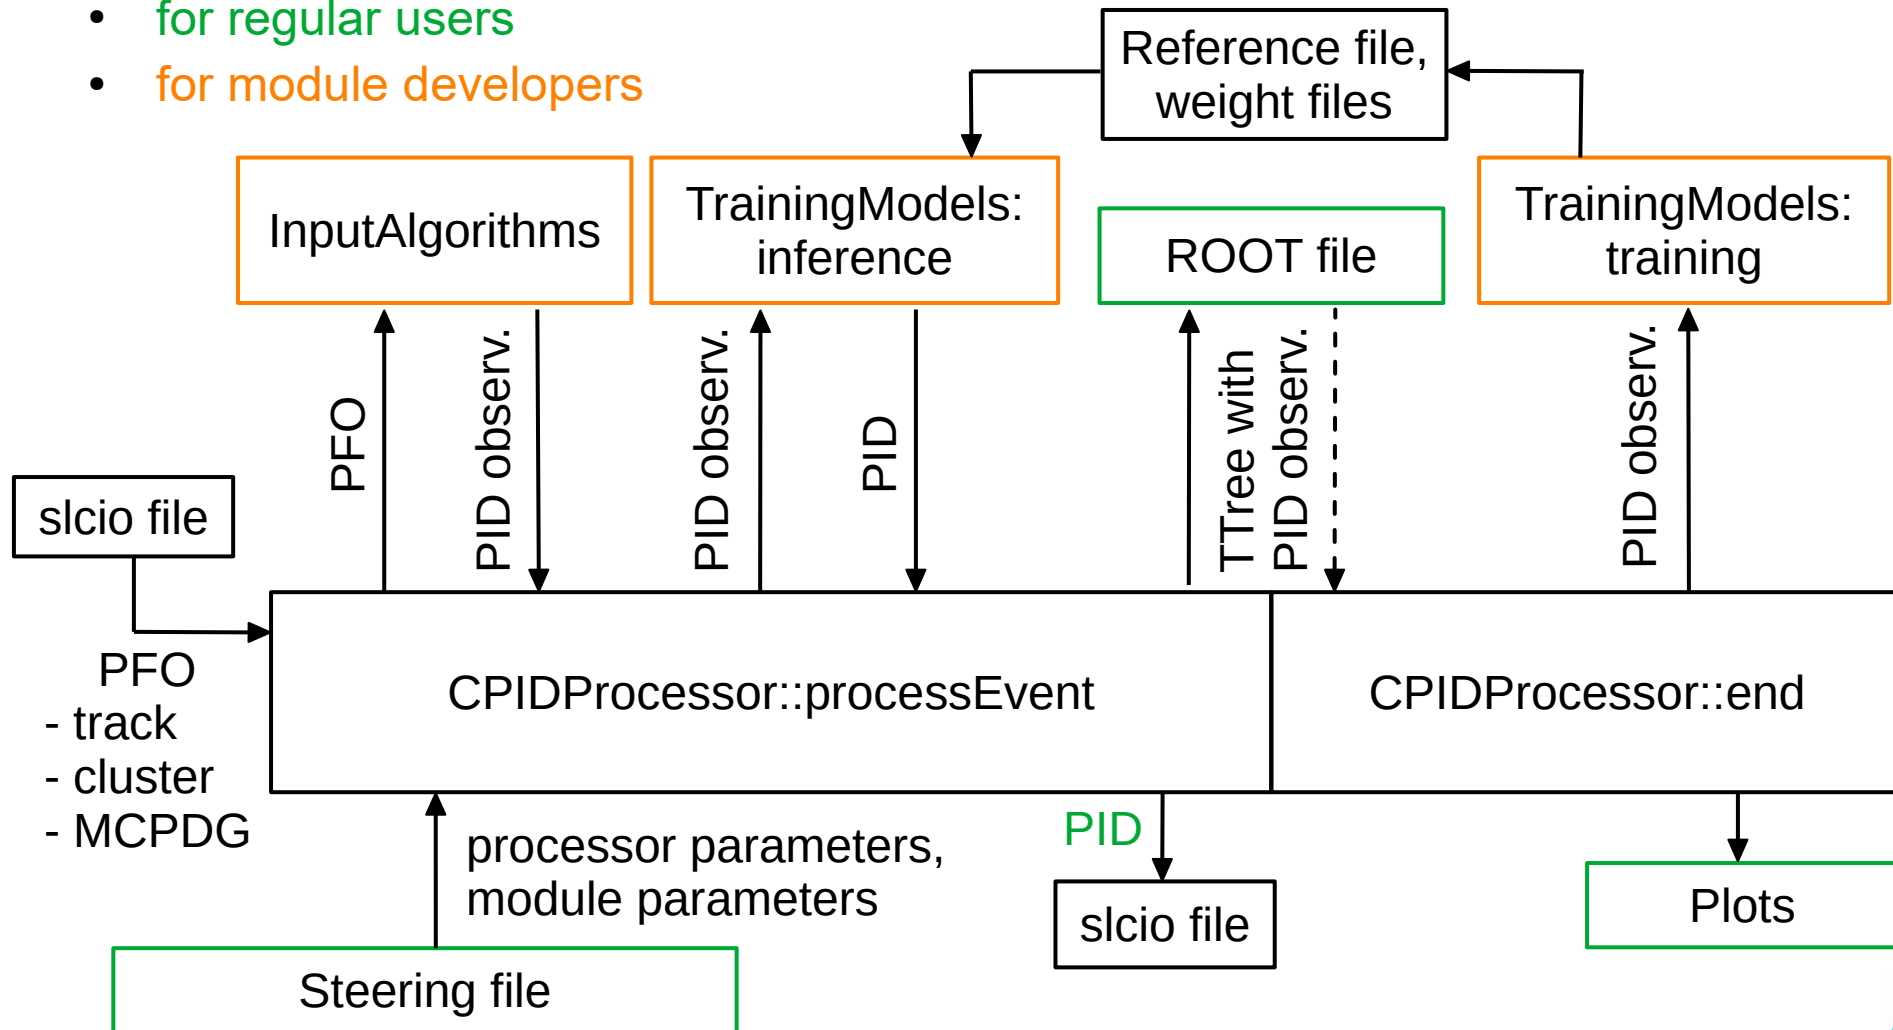 • for regular users
• for module developers
Reference file,
weight files
InputAlgorithms
TrainingModels:
inference
ROOT file
TrainingModels:
training
PFO
PID observ.
PID observ.
PID
TTree with
PID observ.
PID observ.
slcio file
PFO
- track
- cluster
- MCPDG
CPIDProcessor::processEvent
CPIDProcessor::end
processor parameters,
module parameters
PID
slcio file
Plots
Steering file